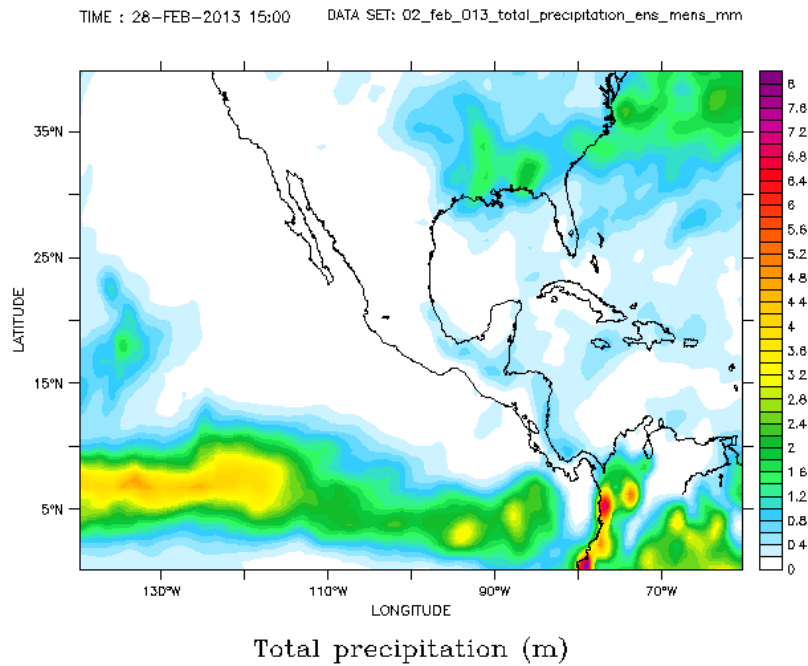 TIME : 28-FEB-2013 15:00 DATA SET: 02_feb_013_total_precipitation_ens_mens_mm
8
7.6
7.2
6.8
6.4
6
5.6
5.2
4.8
4.4
4
3.6
3.2
2.8
2.4
2
1.6
1.2
0.8
0.4
0
35°N
25°N
15°N
5°N
LATITUDE
130°W 110°W 90°W 70°W
LONGITUDE
Total precipitation (m)